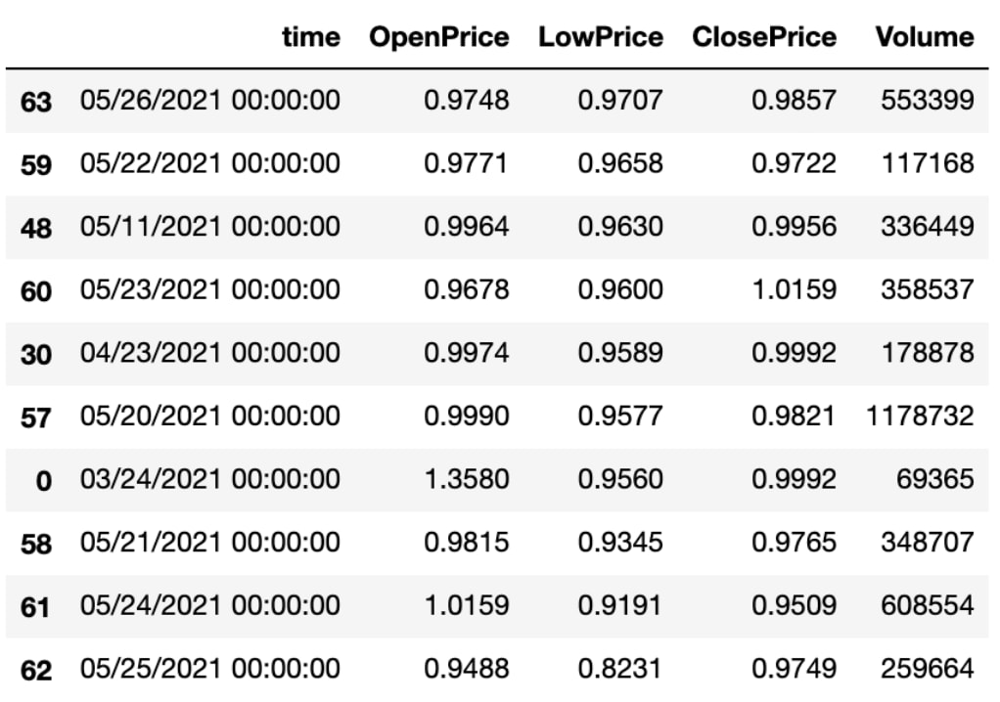 time OpenPrice LowPrice ClosePrice Volume
63 05/26/2021 00:00:00 0.9748 0.9707 0.9857 553399
59 05/22/2021 00:00:00 0.9771 0.9658 0.9722 117168
48 05/11/2021 00:00:00 0.9964 0.9630 0.9956 336449
60 05/23/2021 00:00:00 0.9678 0.9600 1.0159 358537
30 04/23/2021 00:00:00 0.9974 0.9589 0.9992 178878
57 05/20/2021 00:00:00 0.9990 0.9577 0.9821 1178732
0 03/24/2021 00:00:00 1.3580 0.9560 0.9992 69365
58 05/21/2021 00:00:00 0.9815 0.9345 0.9765 348707
61 05/24/2021 00:00:00 1.0159 0.9191 0.9509 608554
62 05/25/2021 00:00:00 0.9488 0.8231 0.9749 259664